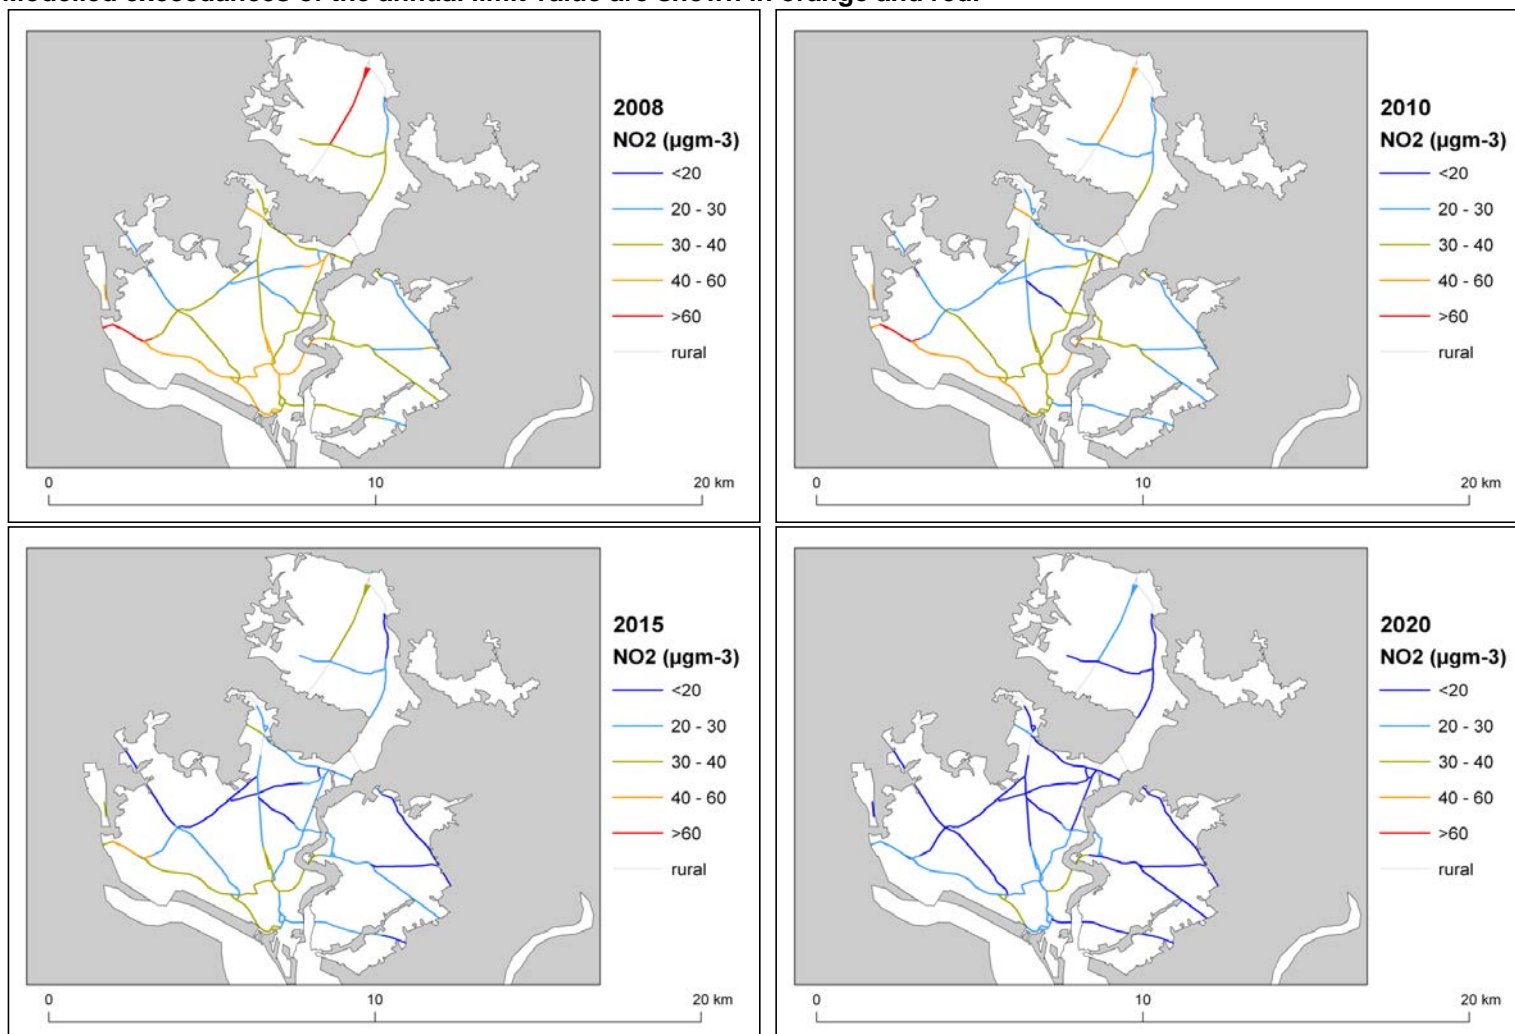 Modelled exceedances of the annual limit value are shown in orange and red.
2008
NO2 (µgm-3)
<20
20 - 30
30 - 40
40 - 60
>60
rural
0 10 20 km
2010
NO2 (µgm-3)
<20
20 - 30
30 - 40
40 - 60
>60
rural
0 10 20 km
2015
NO2 (µgm-3)
<20
20 - 30
30 - 40
40 - 60
>60
rural
0 10 20 km
2020
NO2 (µgm-3)
<20
20 - 30
30 - 40
40 - 60
>60
rural
0 10 20 km